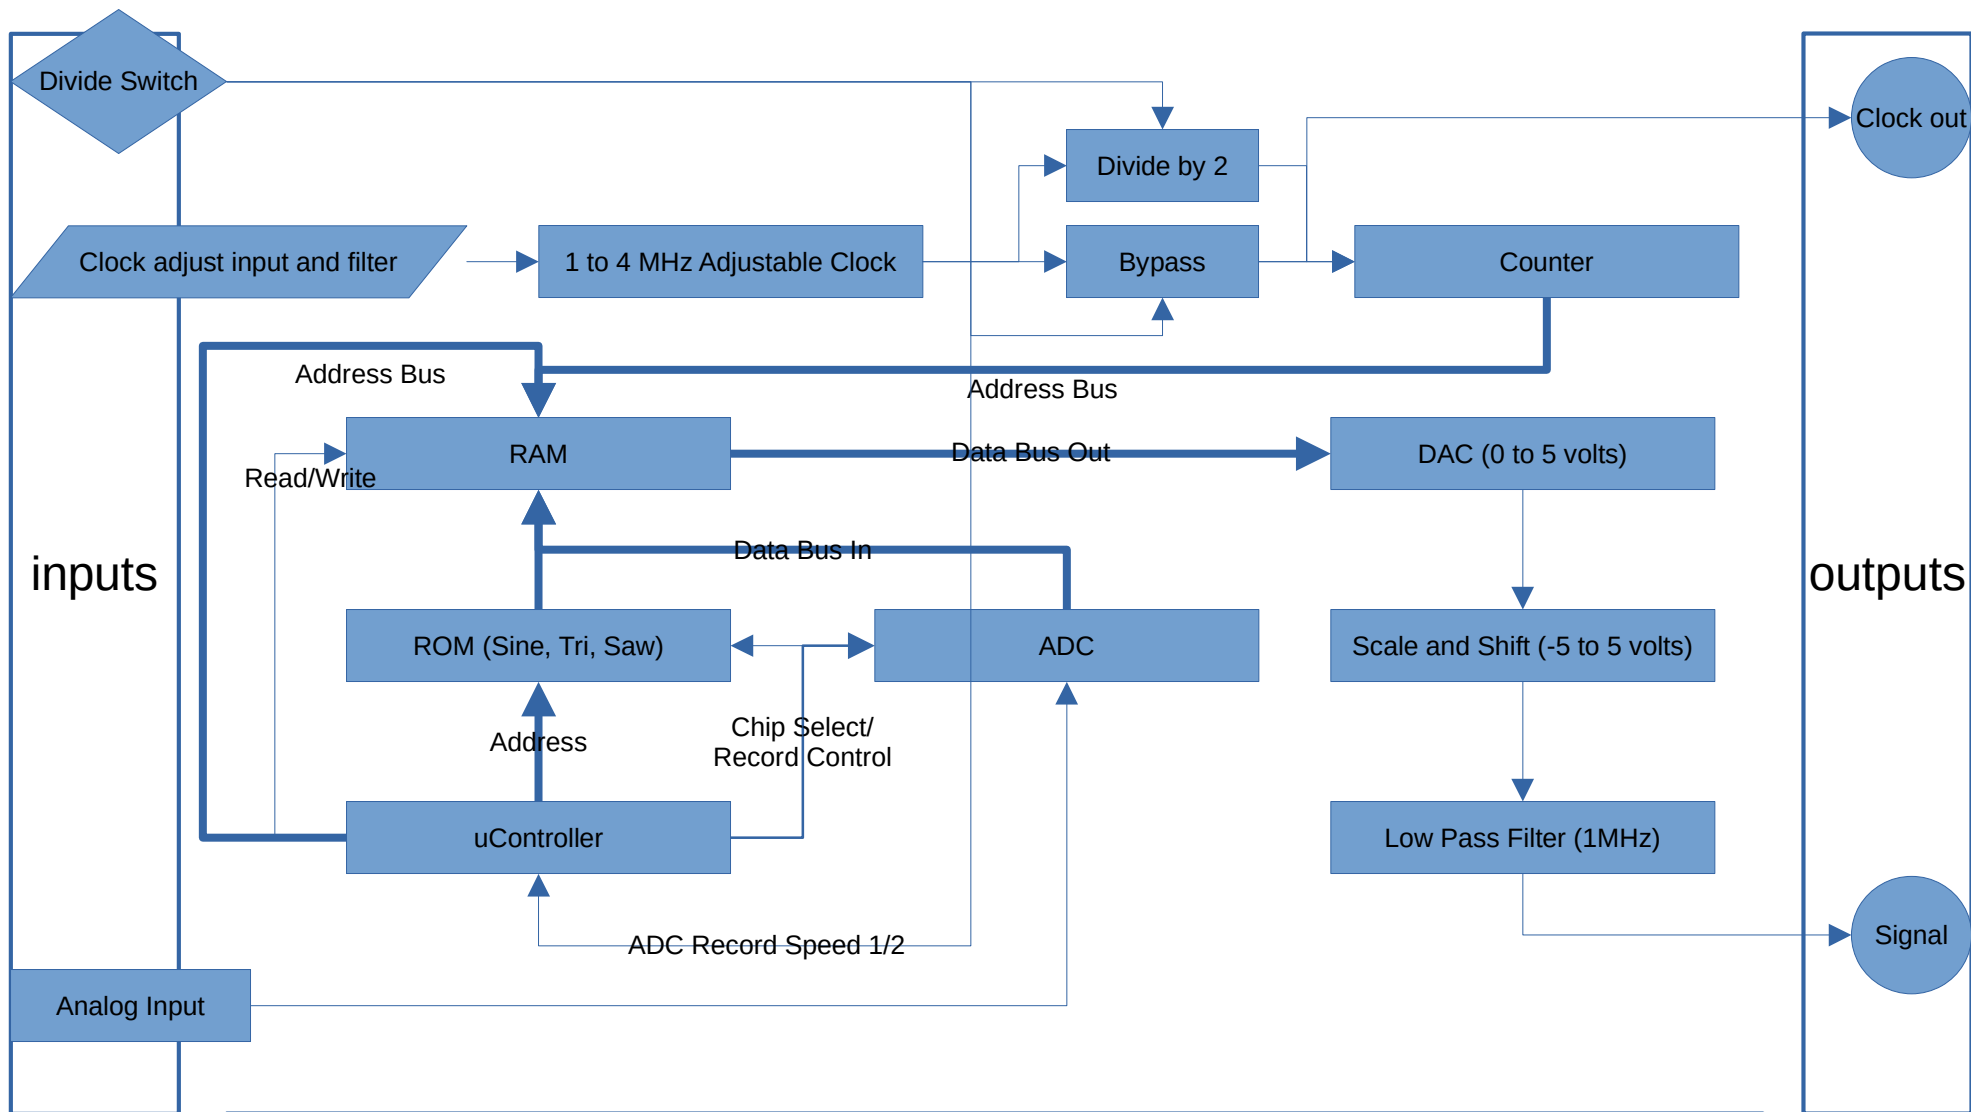 Divide Switch
Clock out
Divide by 2
Clock adjust input and filter
1 to 4 MHz Adjustable Clock
Bypass
Counter
Address Bus
Address Bus
RAM
Data Bus Out
DAC (0 to 5 volts)
Read/Write
Data Bus In
inputs
outputs
ROM (Sine, Tri, Saw)
ADC
Scale and Shift (-5 to 5 volts)
Address
Chip Select/
Record Control
uController
Low Pass Filter (1MHz)
ADC Record Speed 1/2
Signal
Analog Input